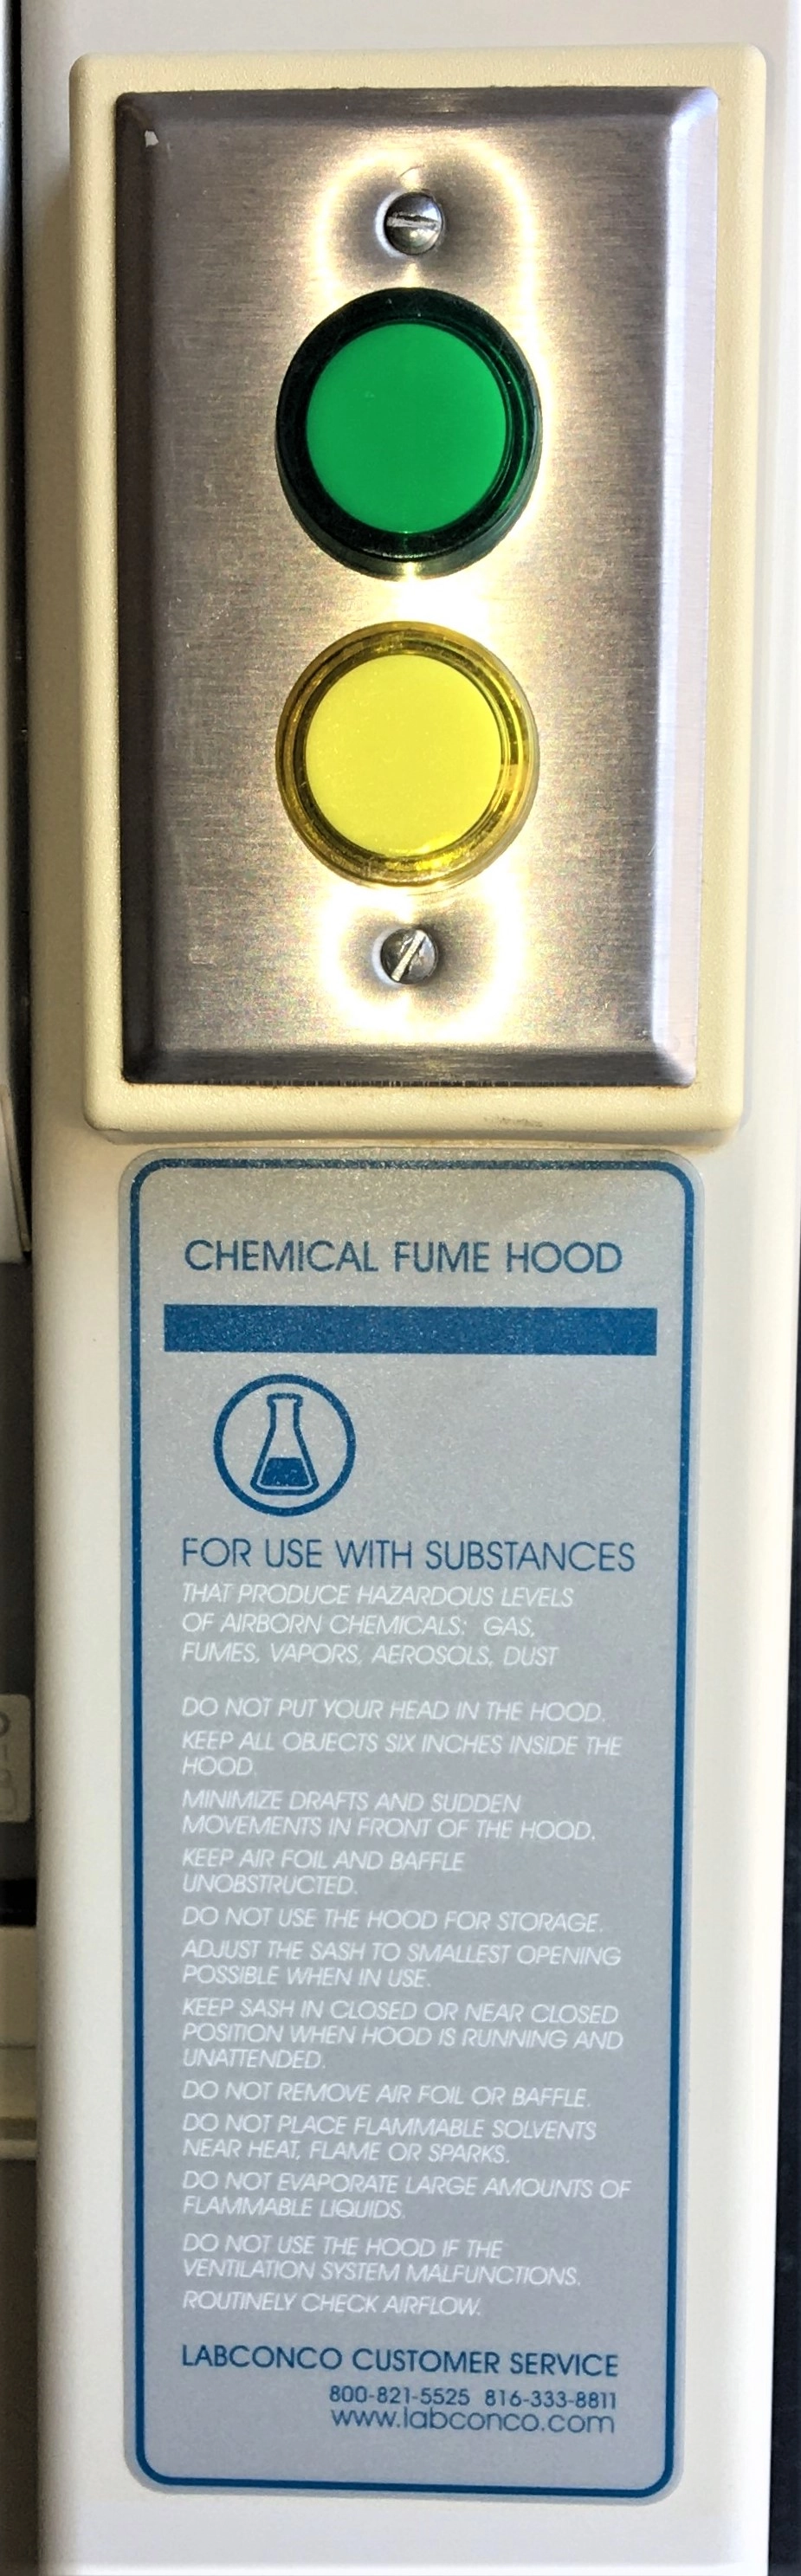 CHEMICAL FUME HOOD
FOR USE WITH SUBSTANCES
THAT PRODUCE HAZARDOUS LEVELS
OF AIRBORN CHEMICALS: GAS,
FUMES, VAPORS, AEROSOLS, DUST
DO NOT PUT YOUR HEAD IN THE HOOD.
KEEP ALL OBJECTS SIX INCHES INSIDE THE
HOOD.
MINIMIZE DRAFTS AND SUDDEN
MOVEMENTS IN FRONT OF THE HOOD.
KEEP AIR FOIL AND BAFFLE
UNOBSTRUCTED.
DO NOT USE THE HOOD FOR STORAGE.
ADJUST THE SASH TO SMALLEST OPENING
POSSIBLE WHEN IN USE.
KEEP SASH IN CLOSED OR NEAR CLOSED
POSITION WHEN HOOD IS RUNNING AND
UNATTENDED.
DO NOT REMOVE AIR FOIL OR BAFFLE.
DO NOT PLACE FLAMMABLE SOLVENTS
NEAR HEAT, FLAME OR SPARKS.
DO NOT EVAPORATE LARGE AMOUNTS OF
FLAMMABLE LIQUIDS.
DO NOT USE THE HOOD IF THE
VENTILATION SYSTEM MALFUNCTIONS.
ROUTINELY CHECK AIRFLOW.
LABCONCO CUSTOMER SERVICE
800-821-5525 816-333-8811
www.labconco.com